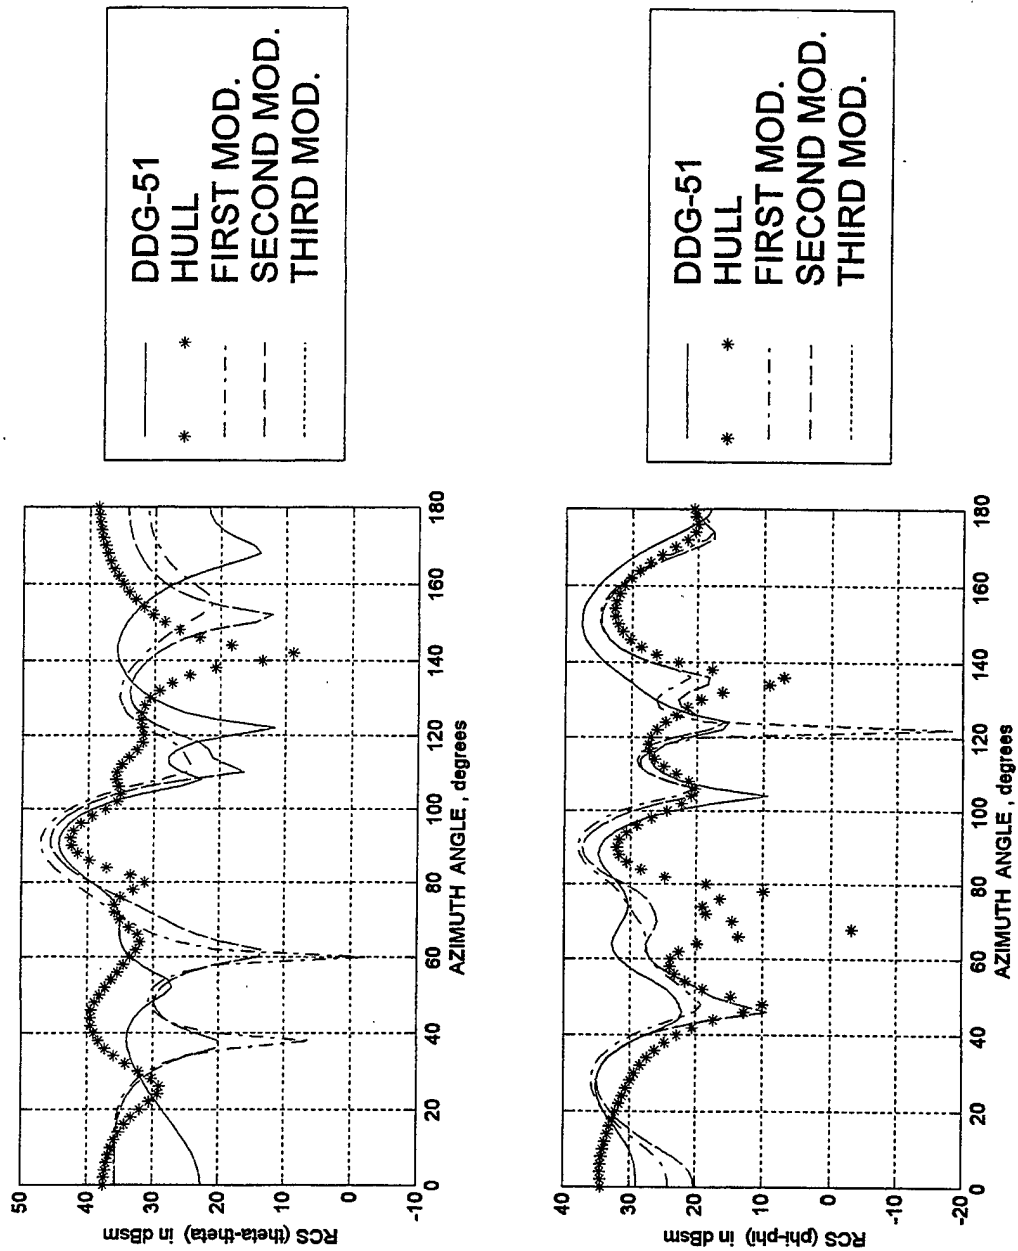 50
40
30
20
10
0
-10
0
20
40
60
80
100
120
140
160
180
RCS (theta-theta) in dBsm
AZIMUTH ANGLE , degrees
DDG-51
HULL
FIRST MOD.
SECOND MOD.
THIRD MOD.
40
30
20
10
0
-10
-20
0
20
40
60
80
100
120
140
160
180
RCS (phi-phi) in dBsm
AZIMUTH ANGLE , degrees
DDG-51
HULL
FIRST MOD.
SECOND MOD.
THIRD MOD.